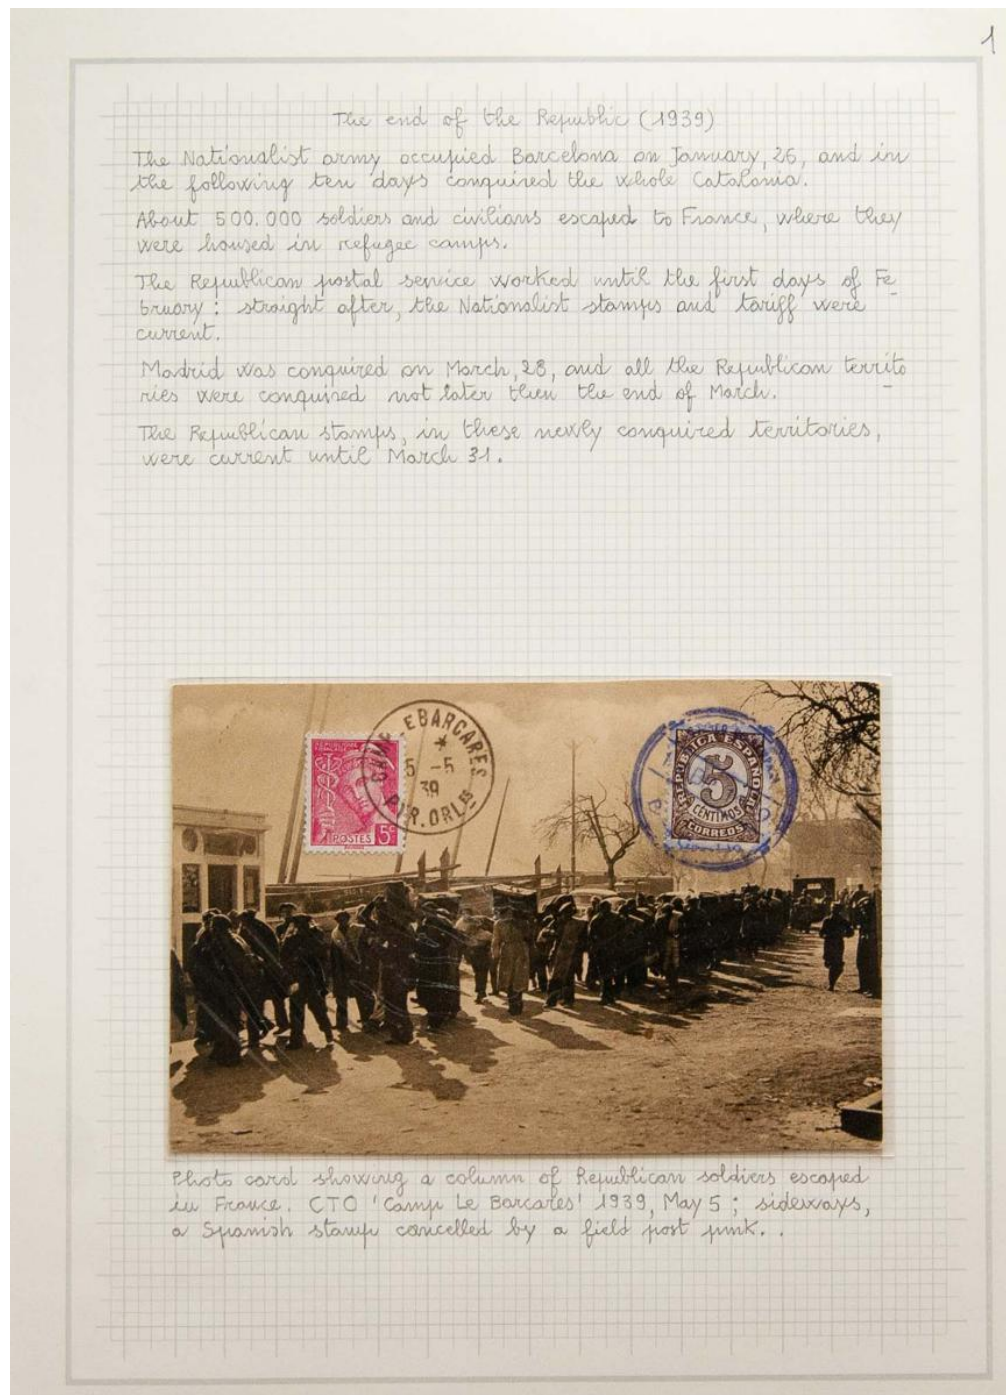 1
The end of the Republic (1939)
The Nationalist army occupied Barcelona on January, 26, and in
the following ten days conquired the whole Catalonia.
About 500.000 soldiers and civilians escaped to France, where they
were housed in refugee camps.
The Republican postal service worked until the first days of Fe
bruary: straight after, the Nationalist stamps and tariff were
current.
Madrid was conquired on March, 28, and all the Republican territo
ries were conquired not later then the end of March.
The Republican stamps, in these newly conquired territories,
were current until March 31.
CAMP LE BARCARES
5 -5
39
PYR. ORLES
POSTES 5c
REPUBLICA ESPAÑOLA
5
CÉNTIMOS
CORREOS
Photo card showing a column of Republican soldiers escaped
in France. CTO 'Camp Le Barcares' 1939, May 5; sideways,
a Spanish stamp cancelled by a field post pmk. .